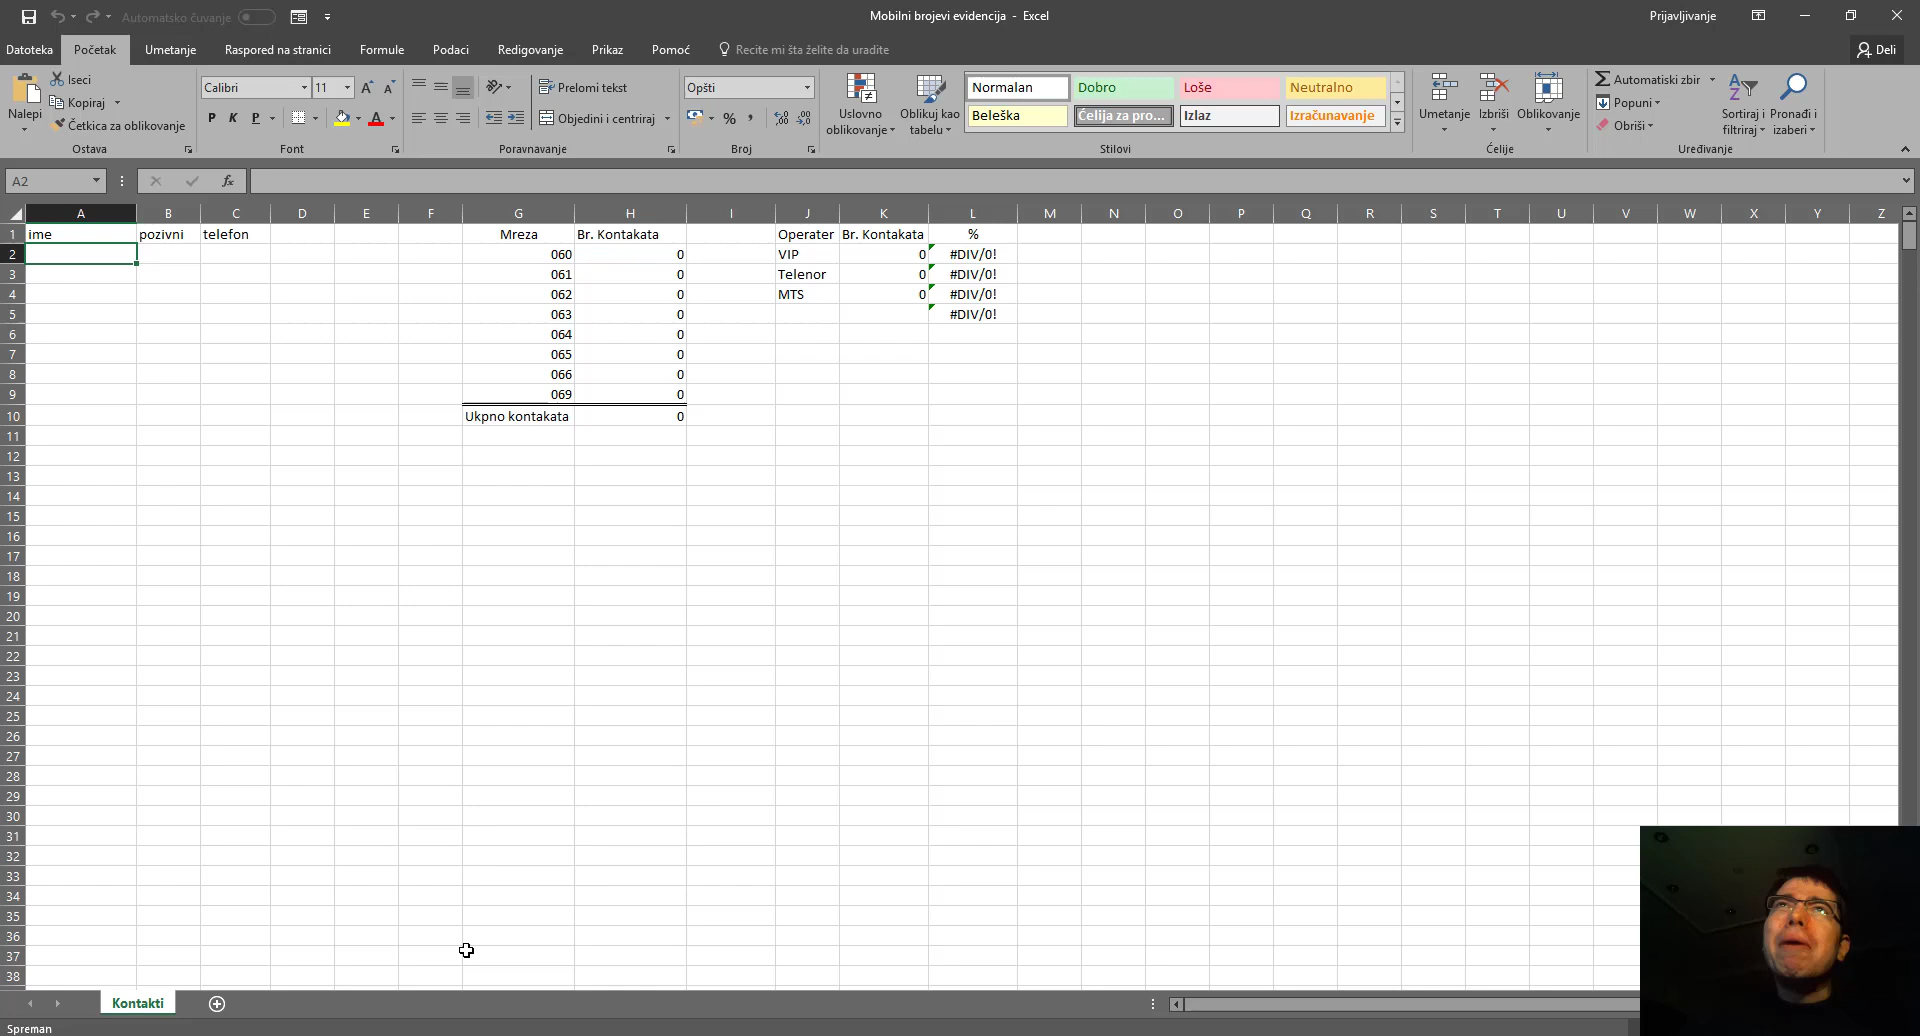 Automatsko čuvanje
Mobilni brojevi evidencija - Excel
Prijavljivanje
Datoteka Početak Umetanje Raspored na stranici Formule Podaci Redigovanje Prikaz Pomoć Recite mi šta želite da uradite Deli
Nalepi
Iseci
Kopiraj
Četkica za oblikovanje
Ostava
Calibri 11
P K P
Font
Prelomi tekst
Objedini i centriraj
Poravnavanje
Opšti
Broj
Uslovno oblikovanje
Oblikuj kao tabelu
Normalan Dobro Loše Neutralno
Beleška Ćelija za pro... Izlaz Izračunavanje
Stilovi
Umetanje Izbriši Oblikovanje
Ćelije
Automatiski zbir
Popuni
Obriši
Sortiraj i filtriraj
Pronađi i izaberi
Uređivanje
A2 fx
A B C D E F G H I J K L M N O P Q R S T U V W X Y Z
1 ime pozivni telefon Mreza Br. Kontakata Operater Br. Kontakata %
2 060 0 VIP 0 #DIV/0!
3 061 0 Telenor 0 #DIV/0!
4 062 0 MTS 0 #DIV/0!
5 063 0 #DIV/0!
6 064 0
7 065 0
8 066 0
9 069 0
10 Ukpno kontakata 0
11
12
13
14
15
16
17
18
19
20
21
22
23
24
25
26
27
28
29
30
31
32
33
34
35
36
37
38
Kontakti
Spreman